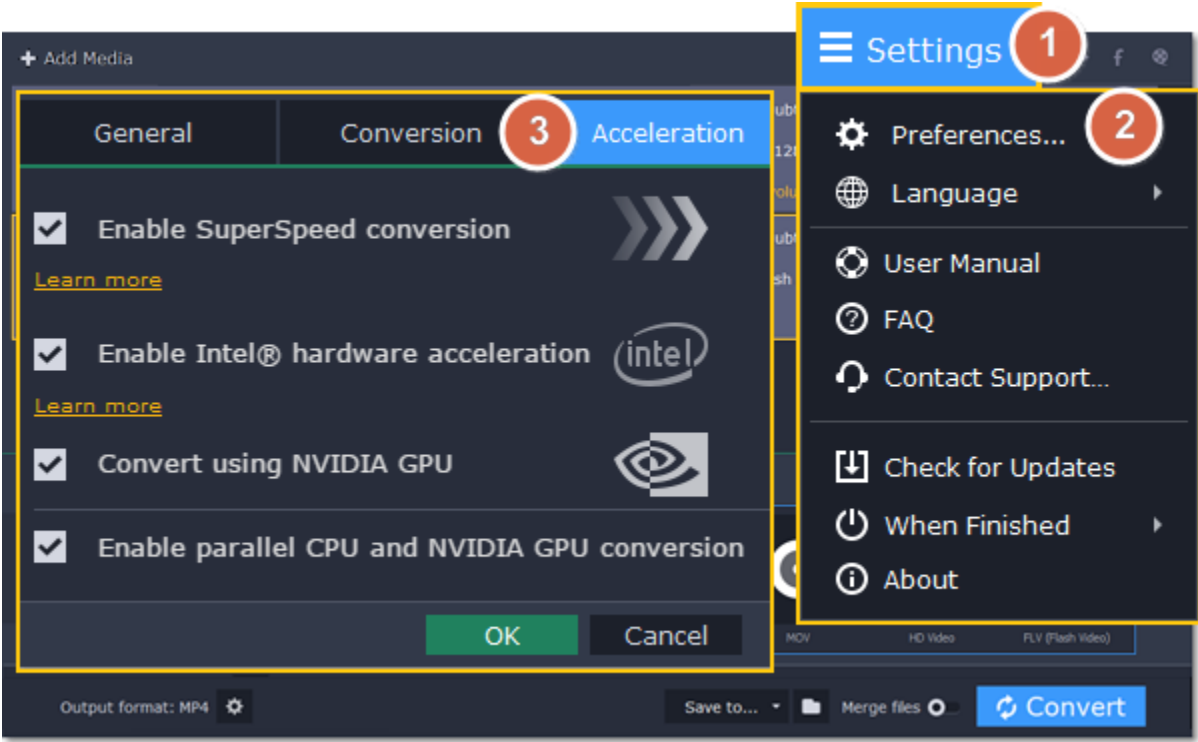 Add Media
Settings
1
f
General
Conversion
3
Acceleration
Preferences...
2
Language
Enable SuperSpeed conversion
Learn more
User Manual
FAQ
Enable Intel® hardware acceleration
intel
Contact Support...
Learn more
Convert using NVIDIA GPU
Check for Updates
When Finished
Enable parallel CPU and NVIDIA GPU conversion
About
OK
Cancel
MOV
HD Video
FLV (Flash Video)
Output format: MP4
Save to...
Merge files
Convert